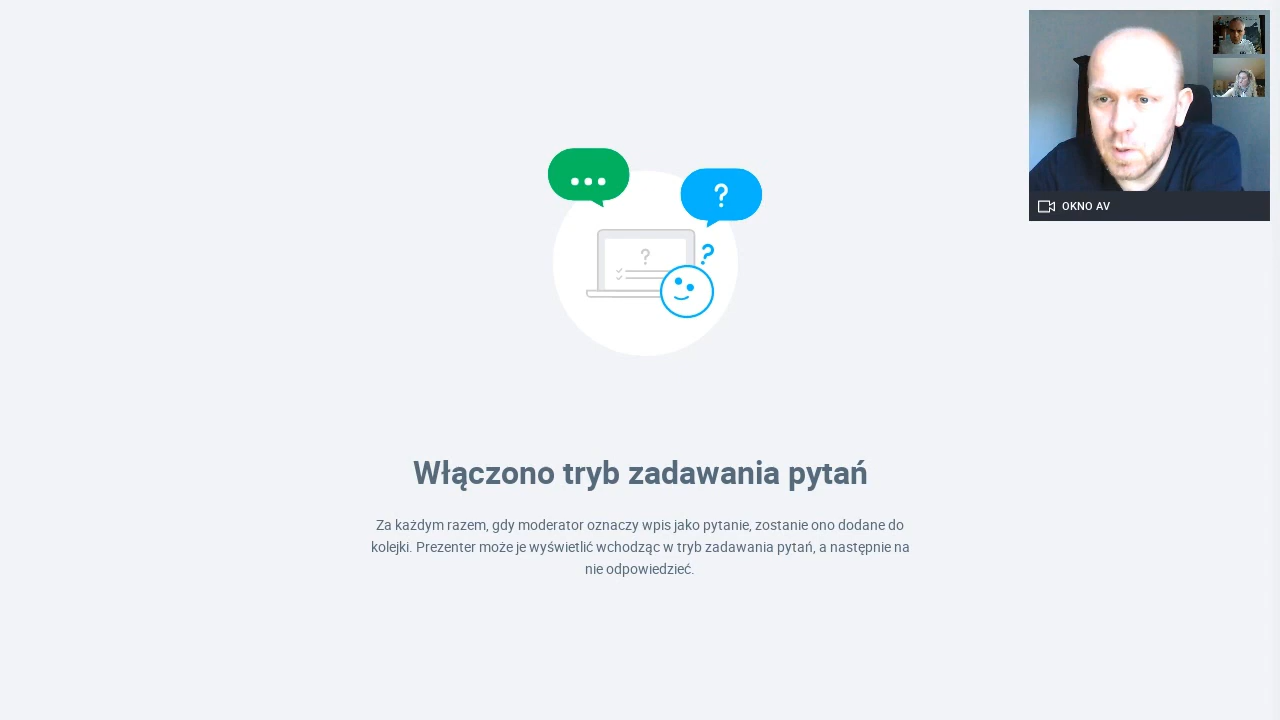 OKNO AV
Włączono tryb zadawania pytań
Za każdym razem, gdy moderator oznaczy wpis jako pytanie, zostanie ono dodane do
kolejki. Prezenter może je wyświetlić wchodząc w tryb zadawania pytań, a następnie na
nie odpowiedzieć.